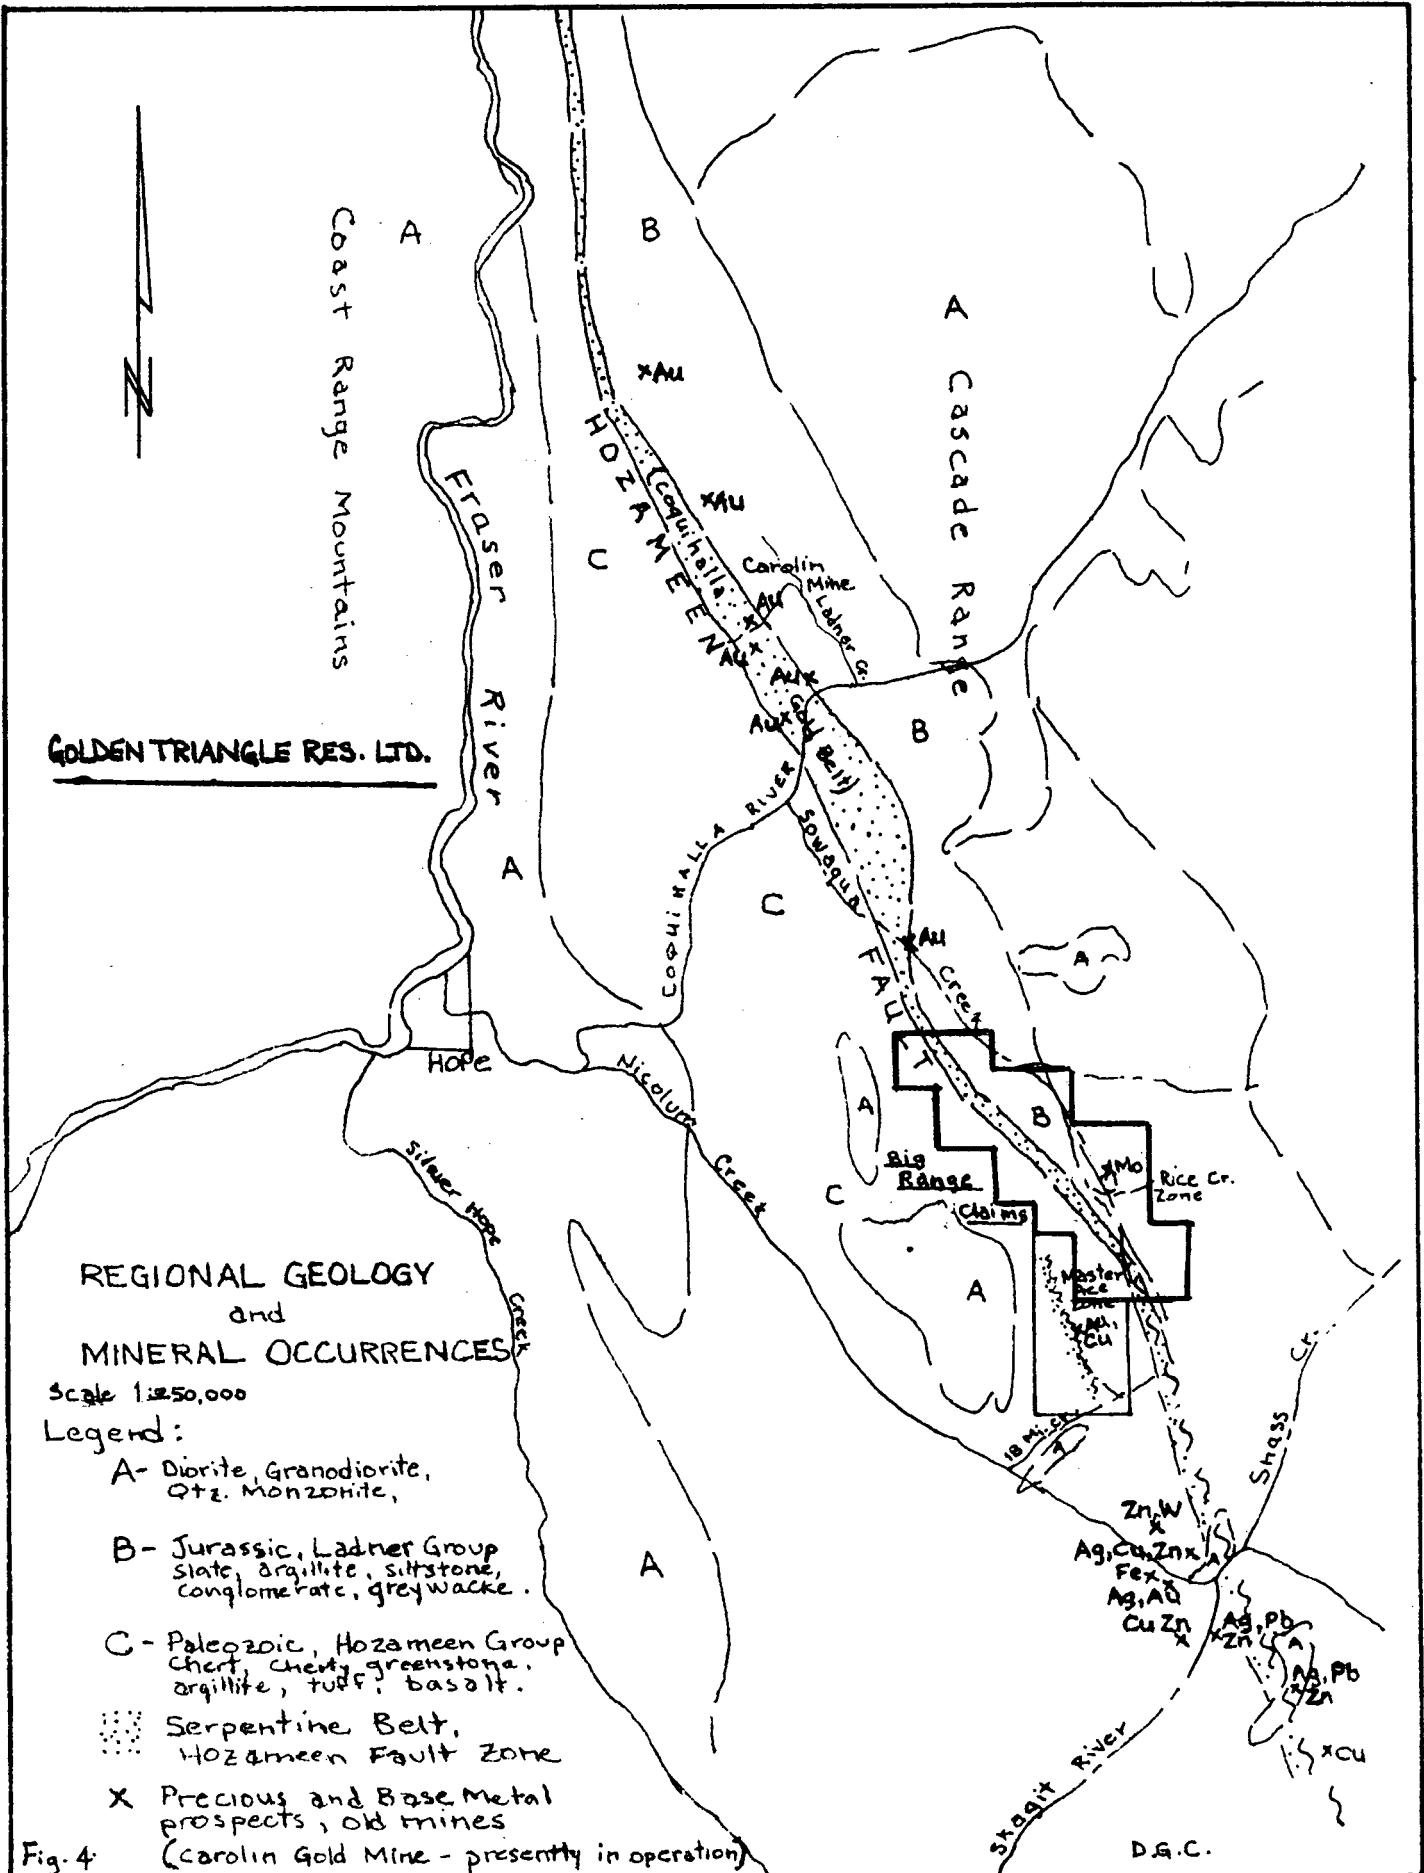 N
Coast Range Mountains
A
B
A Cascade Range
xAu
HOZAMEEN FAULT
(Coquihalla Gold Belt)
xAu
Fraser River
C
Carolin
Mine
Au
Ladner Cr.
Au x
Au x
Au x
B
GOLDEN TRIANGLE RES. LTD.
A
COQUIHALLA RIVER
Sowaqua Creek
C
Au
A
Hope
Nicolum Creek
A
B
Big
Range
Claims
Mo
Rice Cr.
Zone
C
Silver Hope Creek
A
Master
Ace
Zone
Au,
Cu
REGIONAL GEOLOGY
and
MINERAL OCCURRENCES
Scale 1:250,000
Legend:
A- Diorite, Granodiorite,
Qtz. Monzonite,
B- Jurassic, Ladner Group
slate, argillite, siltstone,
conglomerate, greywacke.
C- Paleozoic, Hozameen Group
Chert, cherty greenstone,
argillite, tuff, basalt.
Serpentine Belt,
Hozameen Fault Zone
x Precious and Base Metal
prospects, old mines
(Carolin Gold Mine - presently in operation)
Fig. 4
A
18 Mi. Cr.
A
Snass Cr.
Zn, W
x
Ag, Cu, Zn x
A
Fe x
x
Ag, Au
Cu Zn
x
x Ag, Pb
Zn
A
Ag, Pb
x Zn
xCu
Skagit River
D.G.C.